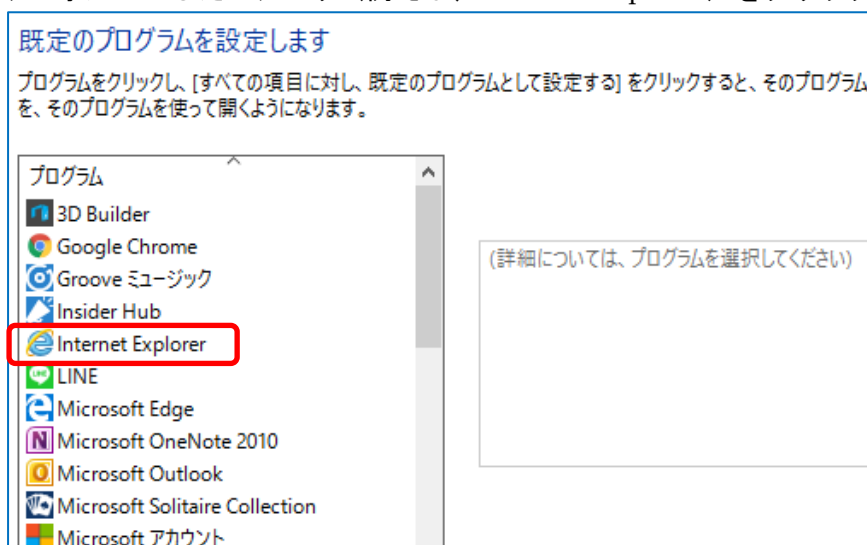 既定のプログラムを設定します
プログラムをクリックし、[すべての項目に対し、既定のプログラムとして設定する] をクリックすると、そのプログラム
を、そのプログラムを使って開くようになります。
プログラム
3D Builder
Google Chrome
(詳細については、プログラムを選択してください)
Groove ミュージック
Insider Hub
Internet Explorer
LINE
Microsoft Edge
Microsoft OneNote 2010
Microsoft Outlook
Microsoft Solitaire Collection
Microsoft アカウント